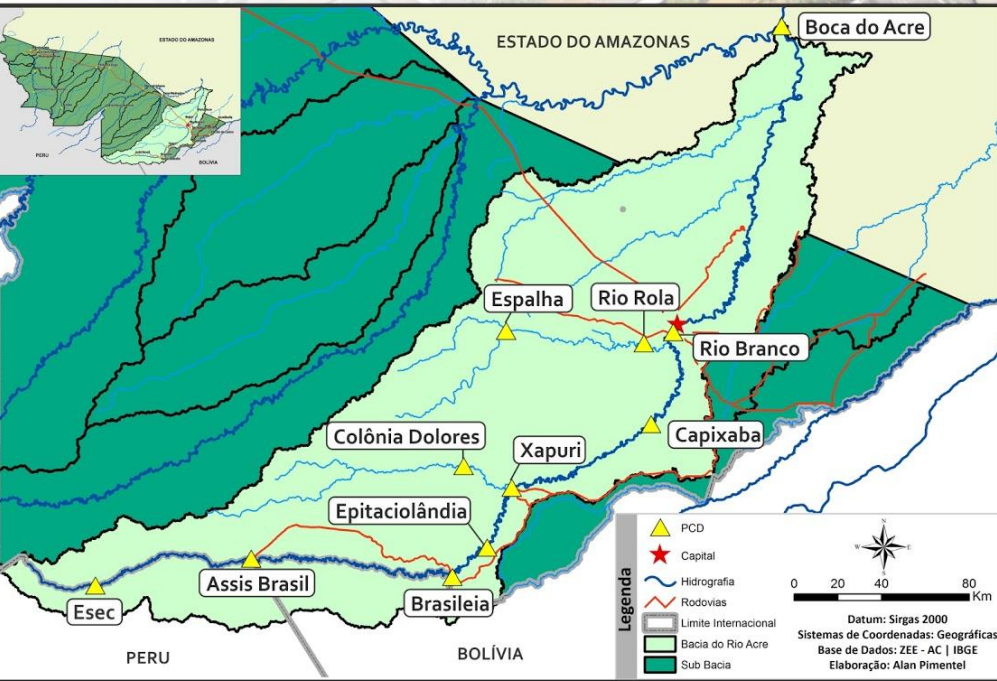 ESTADO DO AMAZONAS
PERU
BOLÍVIA
ESTADO DO AMAZONAS
Boca do Acre
Espalha
Rio Rola
Rio Branco
Colônia Dolores
Xapuri
Capixaba
Epitaciolândia
Assis Brasil
Brasileia
Esec
PERU
BOLÍVIA
Legenda
PCD
Capital
Hidrografia
Rodovias
Limite Internacional
Bacia do Rio Acre
Sub Bacia
N
W E
S
0 20 40 80
Km
Datum: Sirgas 2000
Sistemas de Coordenadas: Geográficas
Base de Dados: ZEE - AC | IBGE
Elaboração: Alan Pimentel